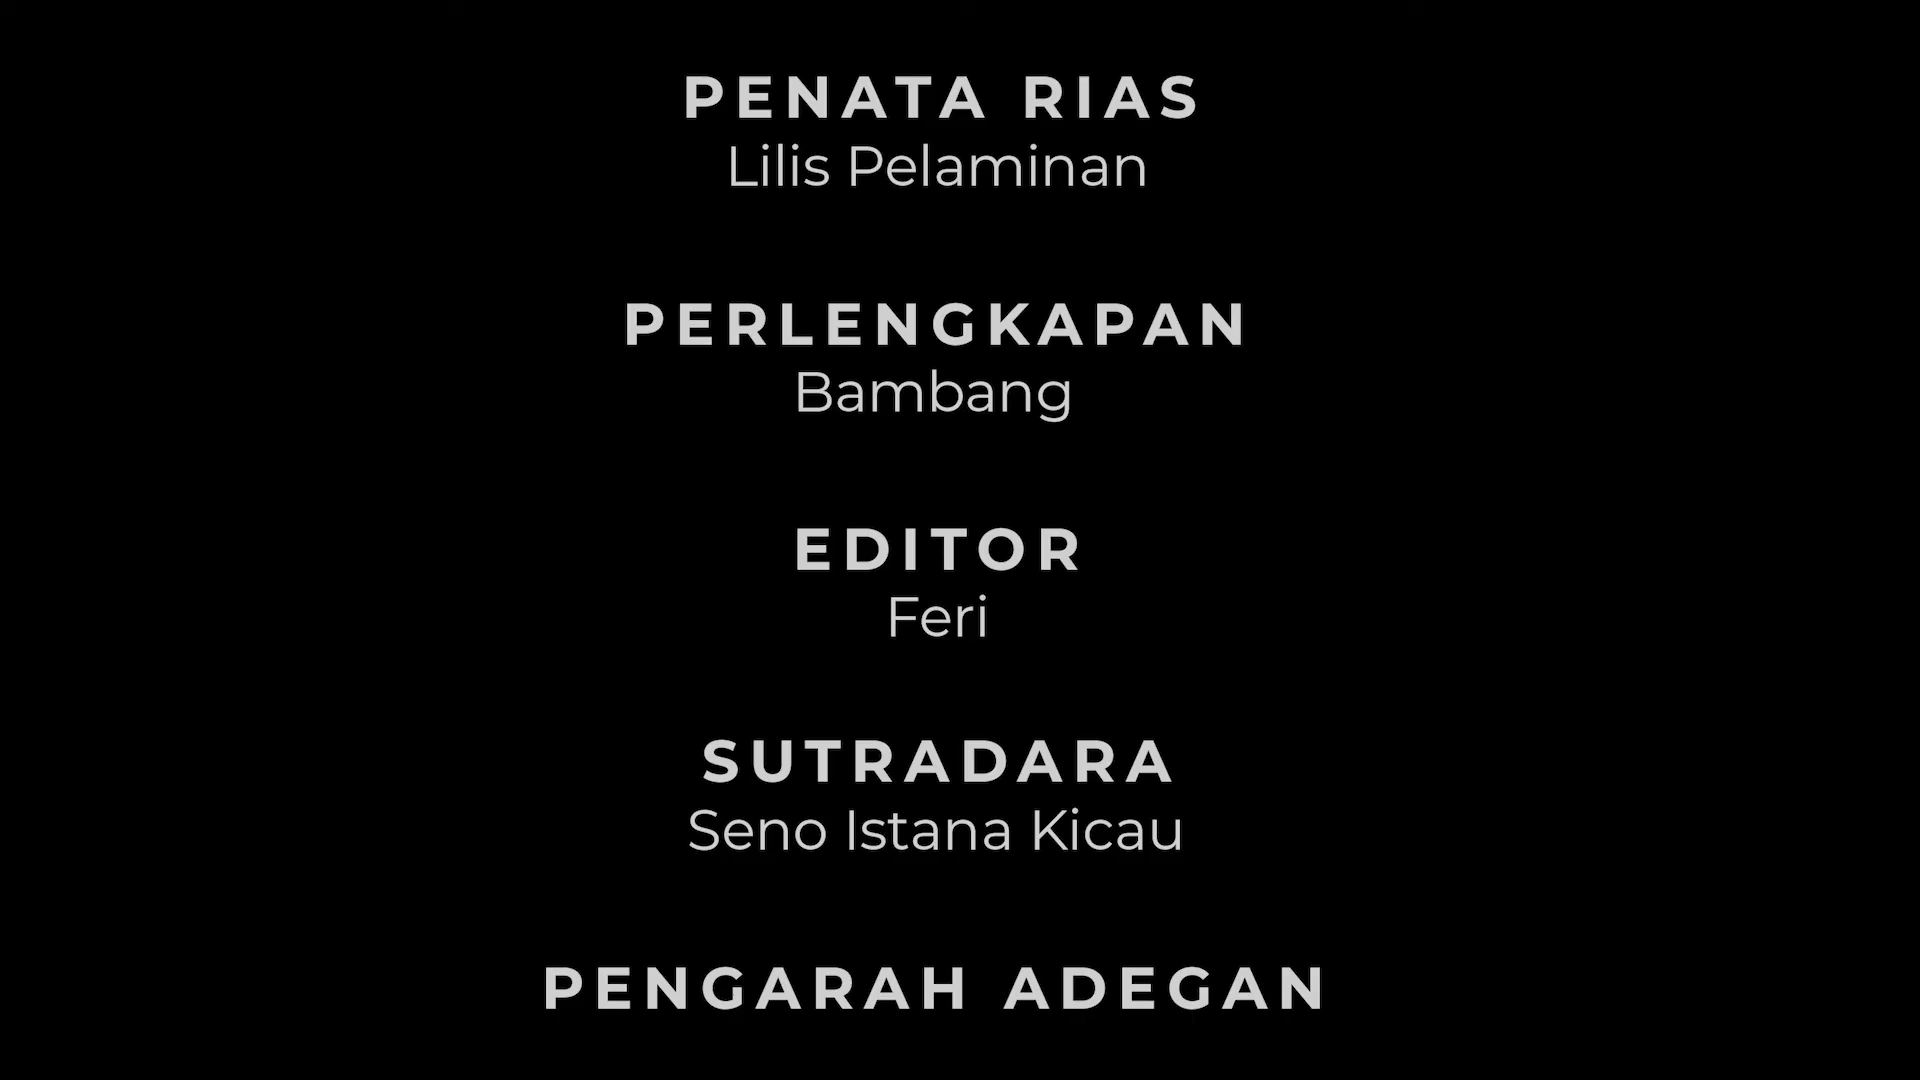 PENATA RIAS
Lilis Pelaminan
PERLENGKAPAN
Bambang
EDITOR
Feri
SUTRADARA
Seno Istana Kicau
PENGARAH ADEGAN